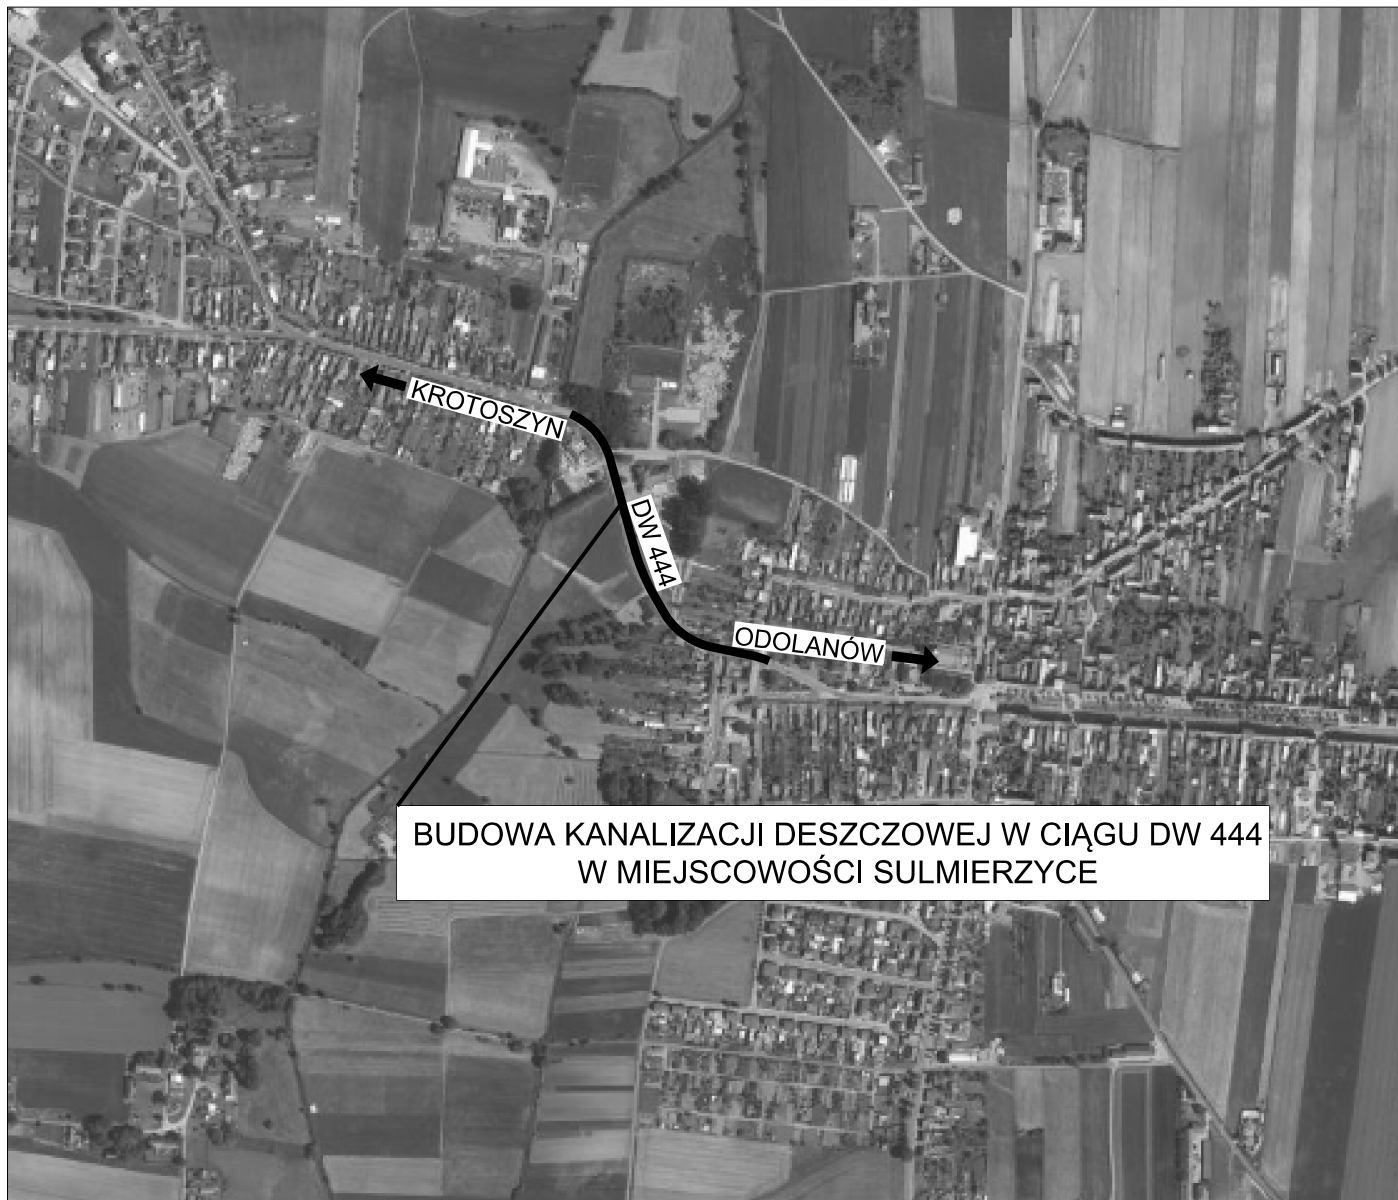 KROTOSZYN
DW 444
ODOLANÓW
BUDOWA KANALIZACJI DESZCZOWEJ W CIĄGU DW 444
W MIEJSCOWOŚCI SULMIERZYCE